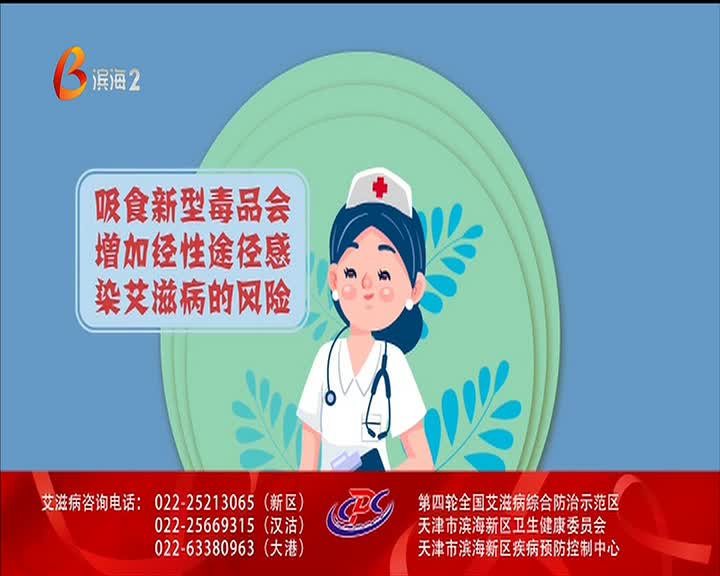 滨海2
吸食新型毒品会
增加经性途径感
染艾滋病的风险
艾滋病咨询电话： 022-25213065（新区）
022-25669315（汉沽）
022-63380963（大港）
第四轮全国艾滋病综合防治示范区
天津市滨海新区卫生健康委员会
天津市滨海新区疾病预防控制中心